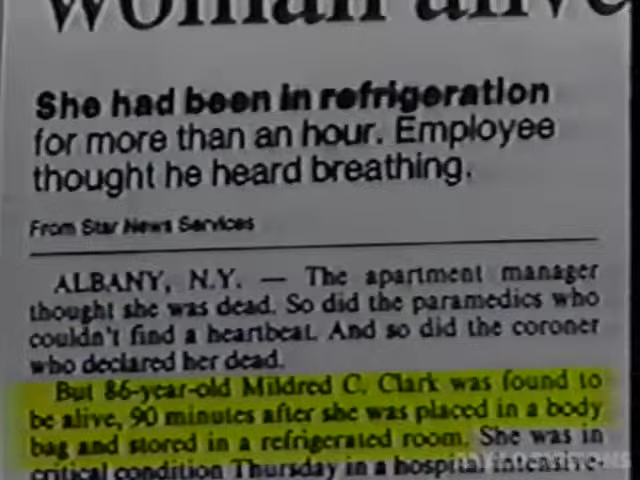 woman alive
She had been in refrigeration
for more than an hour. Employee
thought he heard breathing.
From Star News Services
ALBANY, N.Y. — The apartment manager
thought she was dead. So did the paramedics who
couldn't find a heartbeat. And so did the coroner
who declared her dead.
But 86-year-old Mildred C. Clark was found to
be alive, 90 minutes after she was placed in a body
bag and stored in a refrigerated room. She was in
critical condition Thursday in a hospital intensive-